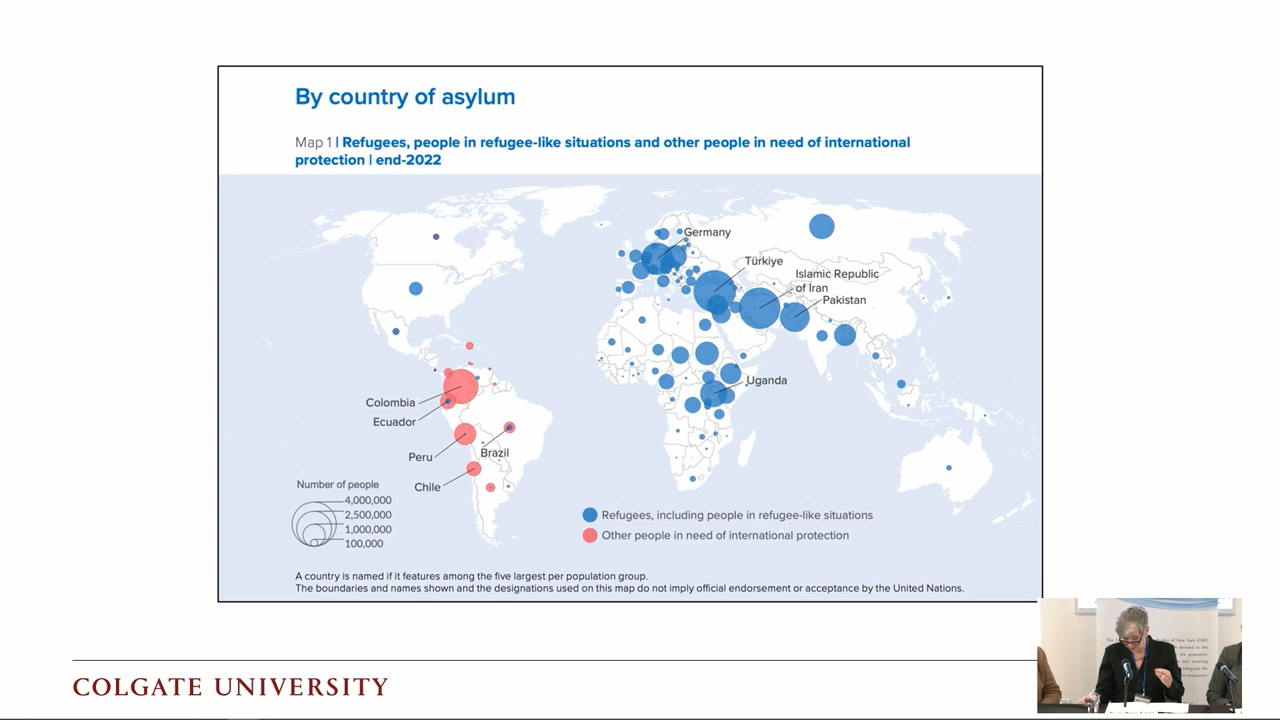 By country of asylum
Map 1 | Refugees, people in refugee-like situations and other people in need of international
protection | end-2022
Germany
Türkiye
Islamic Republic
of Iran
Pakistan
Uganda
Colombia
Ecuador
Peru
Brazil
Chile
Number of people
4,000,000
2,500,000
1,000,000
100,000
Refugees, including people in refugee-like situations
Other people in need of international protection
A country is named if it features among the five largest per population group.
The boundaries and names shown and the designations used on this map do not imply official endorsement or acceptance by the United Nations.
COLGATE UNIVERSITY